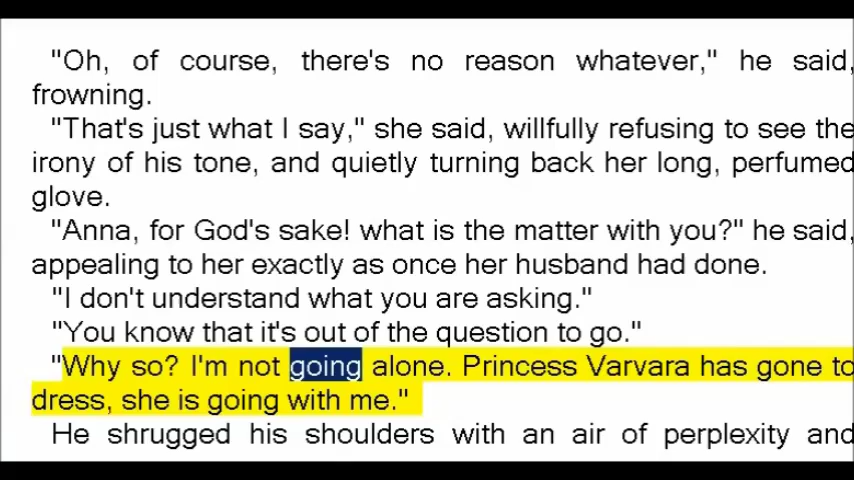 "Oh, of course, there's no reason whatever," he said,
frowning.
"That's just what I say," she said, willfully refusing to see the
irony of his tone, and quietly turning back her long, perfumed
glove.
"Anna, for God's sake! what is the matter with you?" he said,
appealing to her exactly as once her husband had done.
"I don't understand what you are asking."
"You know that it's out of the question to go."
"Why so? I'm not going alone. Princess Varvara has gone to
dress, she is going with me."
He shrugged his shoulders with an air of perplexity and